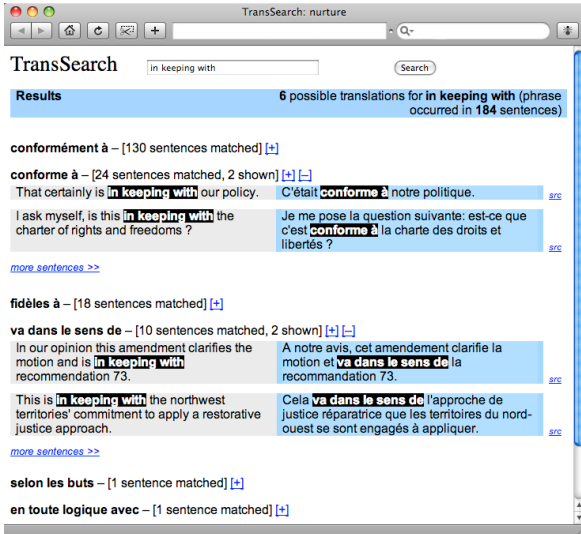 TransSearch: nurture
Q-
TransSearch
in keeping with
Search
Results
6 possible translations for in keeping with (phrase
occurred in 184 sentences)
conformément à – [130 sentences matched] [+]
conforme à – [24 sentences matched, 2 shown] [+] [–]
That certainly is in keeping with our policy.
C'était conforme à notre politique.
src
I ask myself, is this in keeping with the
charter of rights and freedoms ?
Je me pose la question suivante: est-ce que
c'est conforme à la charte des droits et
libertés ?
src
more sentences >>
fidèles à – [18 sentences matched] [+]
va dans le sens de – [10 sentences matched, 2 shown] [+] [–]
In our opinion this amendment clarifies the
motion and is in keeping with
recommendation 73.
A notre avis, cet amendement clarifie la
motion et va dans le sens de la
recommandation 73.
src
This is in keeping with the northwest
territories' commitment to apply a restorative
justice approach.
Cela va dans le sens de l'approche de
justice réparatrice que les territoires du nord-
ouest se sont engagés à appliquer.
src
more sentences >>
selon les buts – [1 sentence matched] [+]
en toute logique avec – [1 sentence matched] [+]